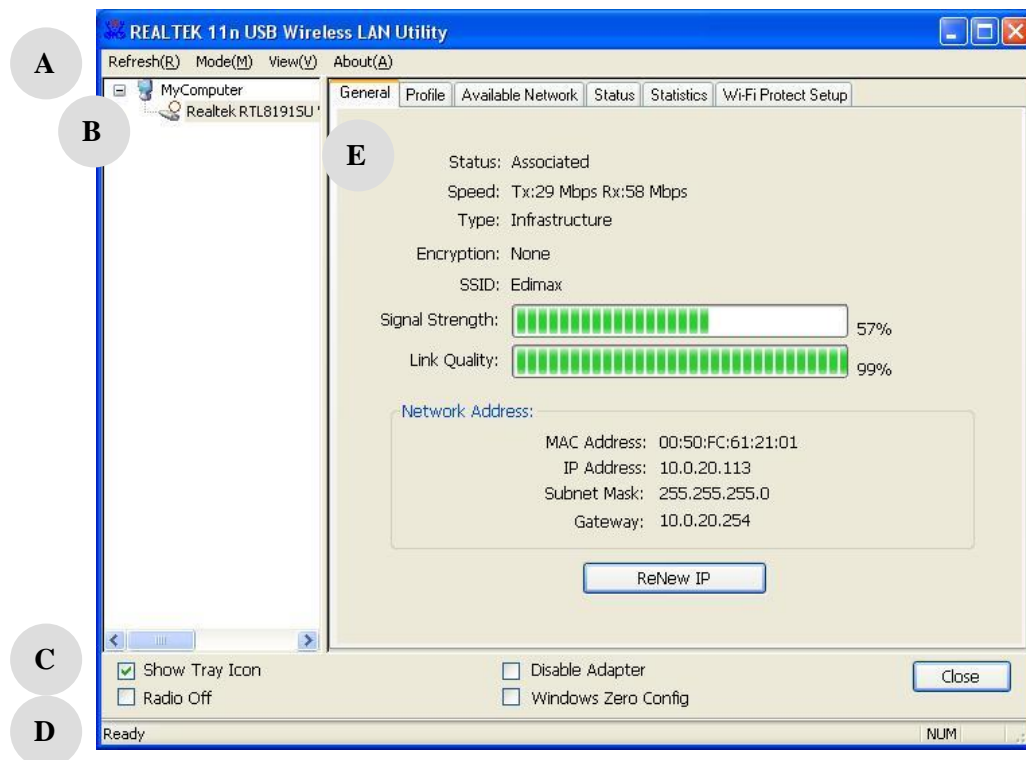 REALTEK 11n USB Wireless LAN Utility
A
Refresh(R) Mode(M) View(V) About(A)
MyComputer
Realtek RTL8191SU
B
General Profile Available Network Status Statistics Wi-Fi Protect Setup
E
Status: Associated
Speed: Tx:29 Mbps Rx:58 Mbps
Type: Infrastructure
Encryption: None
SSID: Edimax
Signal Strength: 57%
Link Quality: 99%
Network Address:
MAC Address: 00:50:FC:61:21:01
IP Address: 10.0.20.113
Subnet Mask: 255.255.255.0
Gateway: 10.0.20.254
ReNew IP
C
Show Tray Icon
Radio Off
Disable Adapter
Windows Zero Config
Close
D
Ready
NUM